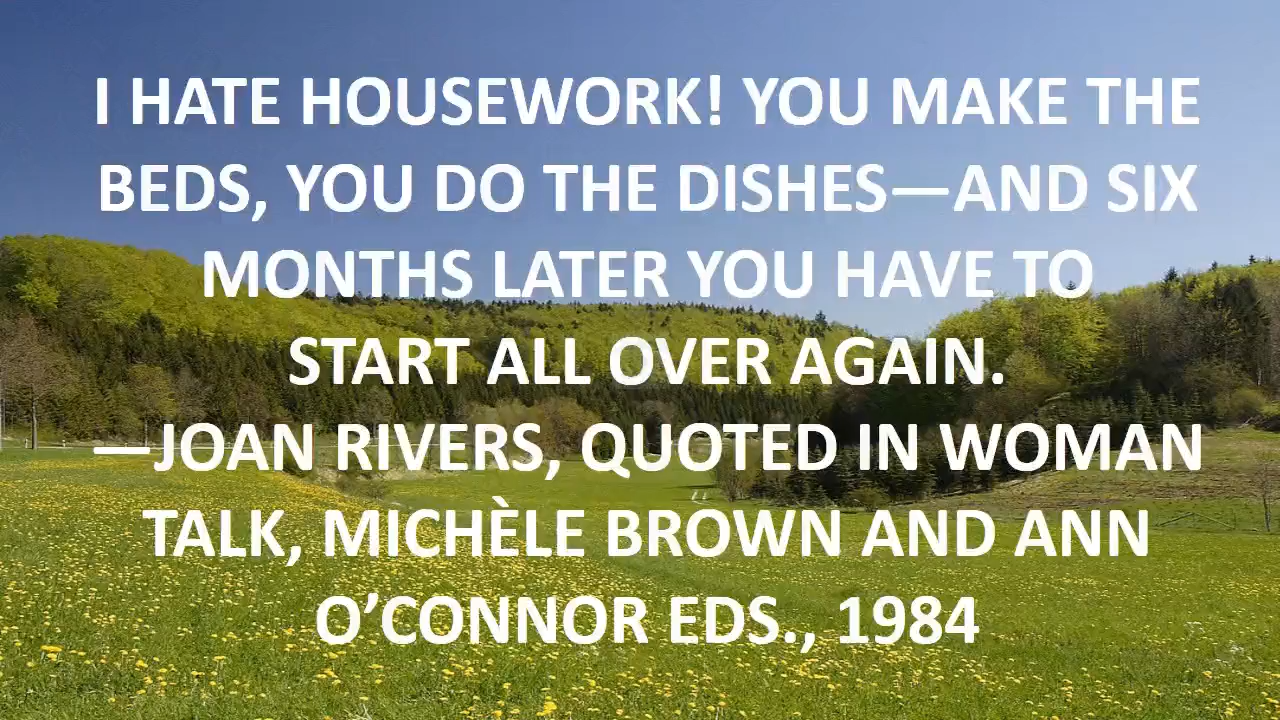 I HATE HOUSEWORK! YOU MAKE THE
BEDS, YOU DO THE DISHES—AND SIX
MONTHS LATER YOU HAVE TO
START ALL OVER AGAIN.
—JOAN RIVERS, QUOTED IN WOMAN
TALK, MICHÈLE BROWN AND ANN
O’CONNOR EDS., 1984